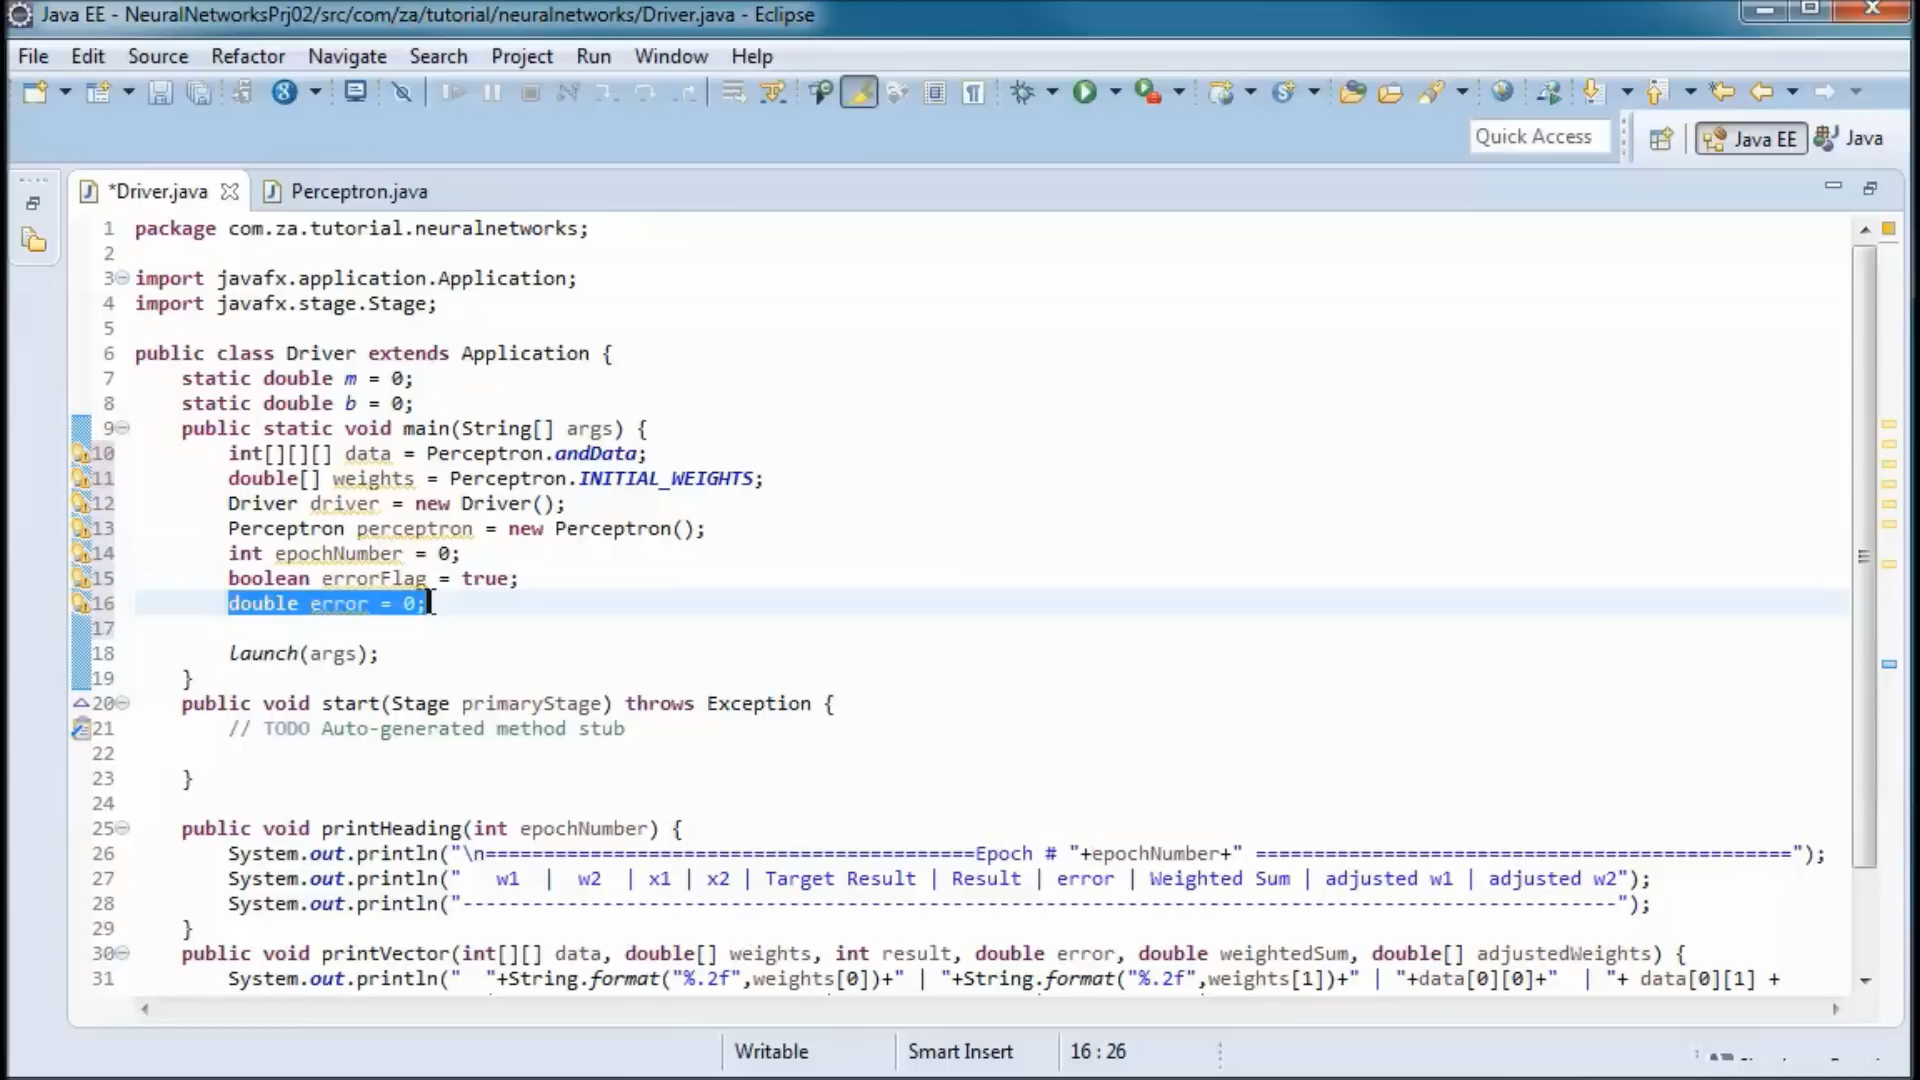 Java EE - NeuralNetworksPrj02/src/com/za/tutorial/neuralnetworks/Driver.java - Eclipse
File Edit Source Refactor Navigate Search Project Run Window Help
Quick Access Java EE Java
*Driver.java Perceptron.java
1 package com.za.tutorial.neuralnetworks;
2
3 import javafx.application.Application;
4 import javafx.stage.Stage;
5
6 public class Driver extends Application {
7 static double m = 0;
8 static double b = 0;
9 public static void main(String[] args) {
10 int[][][] data = Perceptron.andData;
11 double[] weights = Perceptron.INITIAL_WEIGHTS;
12 Driver driver = new Driver();
13 Perceptron perceptron = new Perceptron();
14 int epochNumber = 0;
15 boolean errorFlag = true;
16 double error = 0;
17
18 launch(args);
19 }
20 public void start(Stage primaryStage) throws Exception {
21 // TODO Auto-generated method stub
22
23 }
24
25 public void printHeading(int epochNumber) {
26 System.out.println("\n==========================================Epoch # "+epochNumber+" ==============================================");
27 System.out.println("   w1  |  w2  | x1 | x2 | Target Result | Result | error | Weighted Sum | adjusted w1 | adjusted w2");
28 System.out.println("---------------------------------------------------------------------------------------------------");
29 }
30 public void printVector(int[][] data, double[] weights, int result, double error, double weightedSum, double[] adjustedWeights) {
31 System.out.println("  "+String.format("%.2f",weights[0])+" | "+String.format("%.2f",weights[1])+" | "+data[0][0]+"  | "+ data[0][1] +
Writable Smart Insert 16 : 26